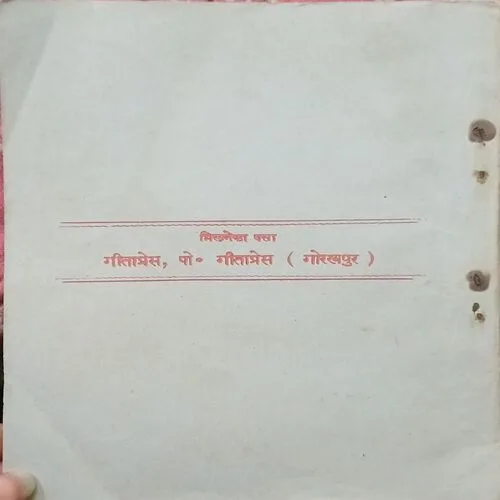 मिलनेका पता
गीताप्रेस, पो० गीताप्रेस ( गोरखपुर )